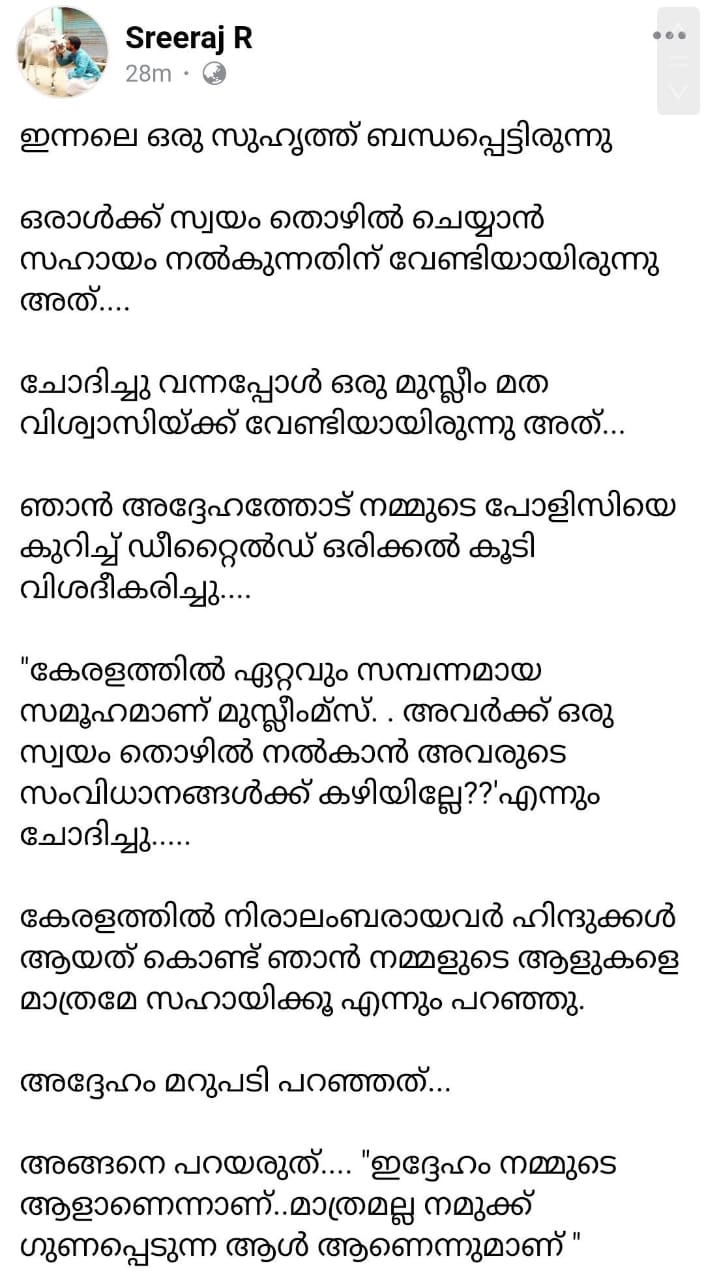 Sreeraj R
28m ·
ഇന്നലെ ഒരു സുഹൃത്ത് ബന്ധപ്പെട്ടിരുന്നു
ഒരാൾക്ക് സ്വയം തൊഴിൽ ചെയ്യാൻ
സഹായം നൽകുന്നതിന് വേണ്ടിയായിരുന്നു
അത്....
ചോദിച്ചു വന്നപ്പോൾ ഒരു മുസ്ലീം മത
വിശ്വാസിയ്ക്ക് വേണ്ടിയായിരുന്നു അത്...
ഞാൻ അദ്ദേഹത്തോട് നമ്മുടെ പോളിസിയെ
കുറിച്ച് ഡീറ്റൈൽഡ് ഒരിക്കൽ കൂടി
വിശദീകരിച്ചു....
"കേരളത്തിൽ ഏറ്റവും സമ്പന്നമായ
സമൂഹമാണ് മുസ്ലീംമ്സ്. . അവർക്ക് ഒരു
സ്വയം തൊഴിൽ നൽകാൻ അവരുടെ
സംവിധാനങ്ങൾക്ക് കഴിയില്ലേ??'എന്നും
ചോദിച്ചു.....
കേരളത്തിൽ നിരാലംബരായവർ ഹിന്ദുക്കൾ
ആയത് കൊണ്ട് ഞാൻ നമ്മളുടെ ആളുകളെ
മാത്രമേ സഹായിക്കൂ എന്നും പറഞ്ഞു.
അദ്ദേഹം മറുപടി പറഞ്ഞത്...
അങ്ങനെ പറയരുത്.... "ഇദ്ദേഹം നമ്മുടെ
ആളാണെന്നാണ്..മാത്രമല്ല നമുക്ക്
ഗുണപ്പെടുന്ന ആൾ ആണെന്നുമാണ് "